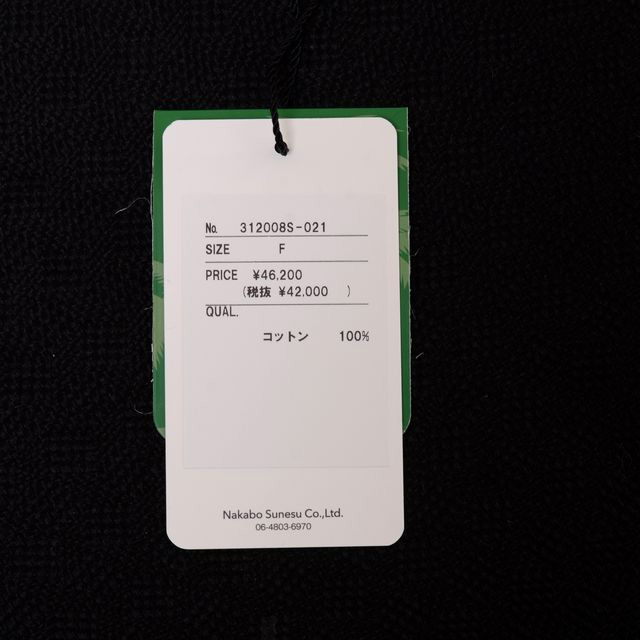 No. 312008S-021
SIZE F
PRICE ¥46,200
(税抜 ¥42.000 )
QUAL.
コットン 100%
Nakabo Sunesu Co.,Ltd.
06-4803-6970